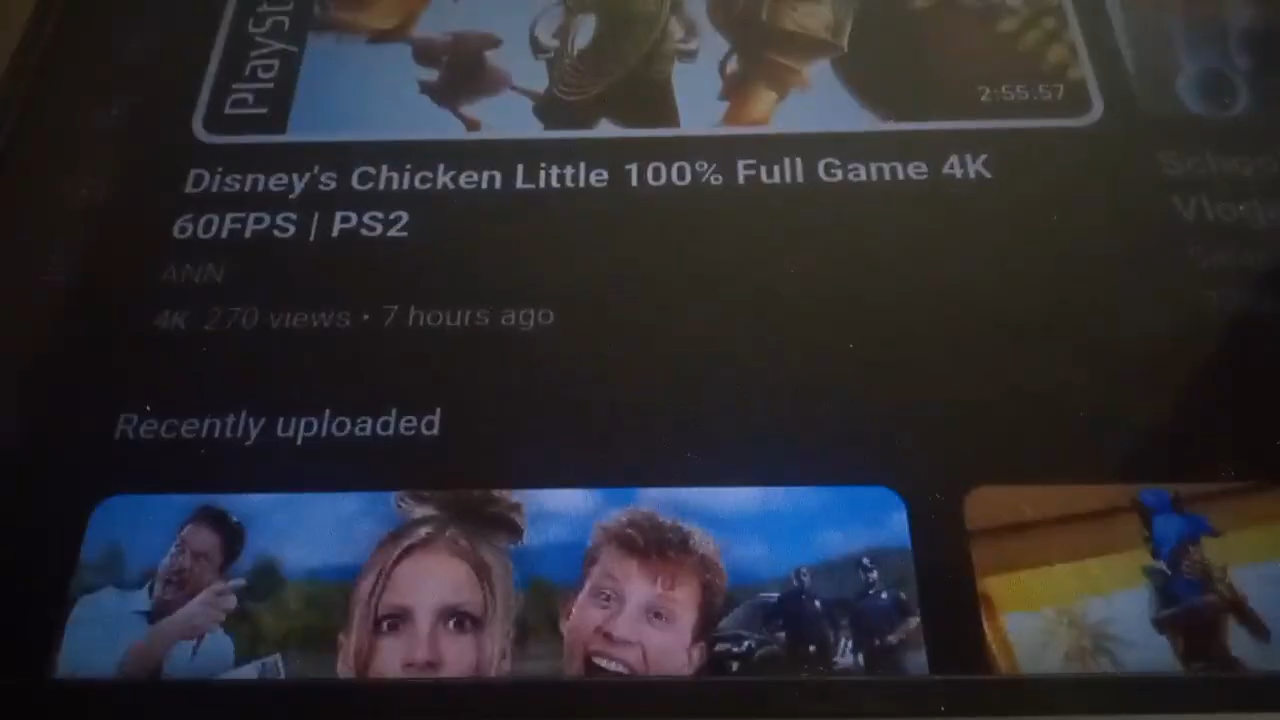 PlaySt
2:55:57
Disney's Chicken Little 100% Full Game 4K
60FPS | PS2
ANN
4K 270 views • 7 hours ago
Recently uploaded